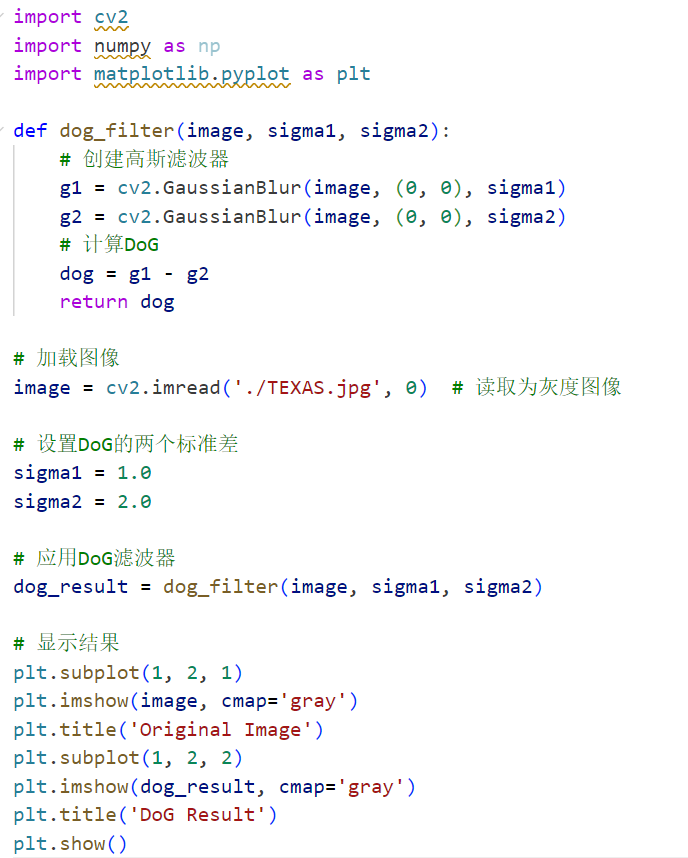 import cv2
import numpy as np
import matplotlib.pyplot as plt
def dog_filter(image, sigma1, sigma2):
    # 创建高斯滤波器
    g1 = cv2.GaussianBlur(image, (0, 0), sigma1)
    g2 = cv2.GaussianBlur(image, (0, 0), sigma2)
    # 计算DoG
    dog = g1 - g2
    return dog
# 加载图像
image = cv2.imread('./TEXAS.jpg', 0)  # 读取为灰度图像
# 设置DoG的两个标准差
sigma1 = 1.0
sigma2 = 2.0
# 应用DoG滤波器
dog_result = dog_filter(image, sigma1, sigma2)
# 显示结果
plt.subplot(1, 2, 1)
plt.imshow(image, cmap='gray')
plt.title('Original Image')
plt.subplot(1, 2, 2)
plt.imshow(dog_result, cmap='gray')
plt.title('DoG Result')
plt.show()